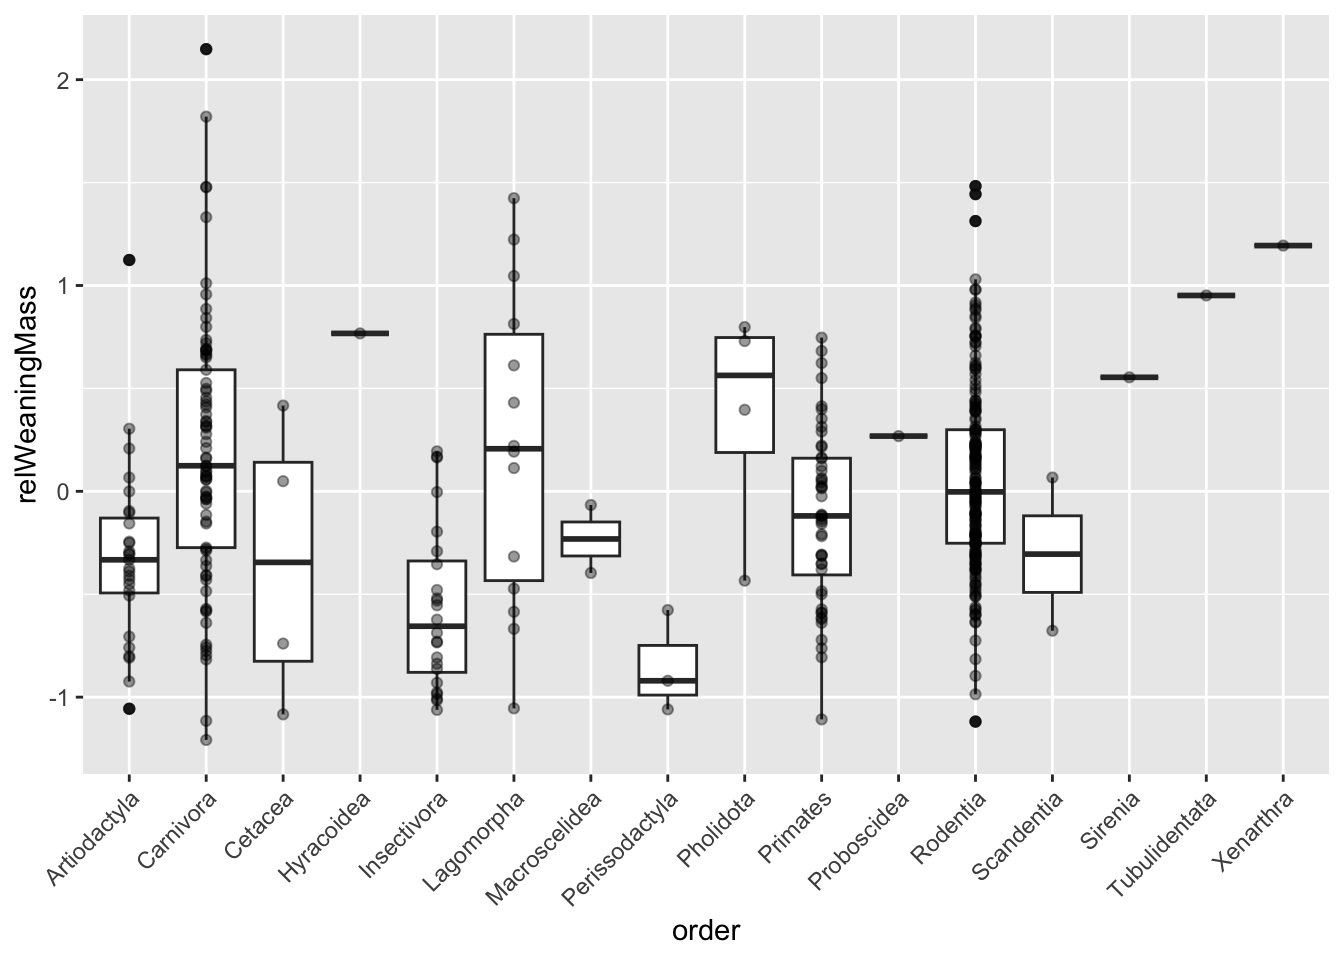 relWeaningMass
2
1
0
-1
Artiodactyla
Carnivora
Cetacea
Hyracoidea
Insectivora
Lagomorpha
Macroscelidea
Perissodactyla
Pholidota
Primates
Proboscidea
Rodentia
Scandentia
Sirenia
Tubulidentata
Xenarthra
order